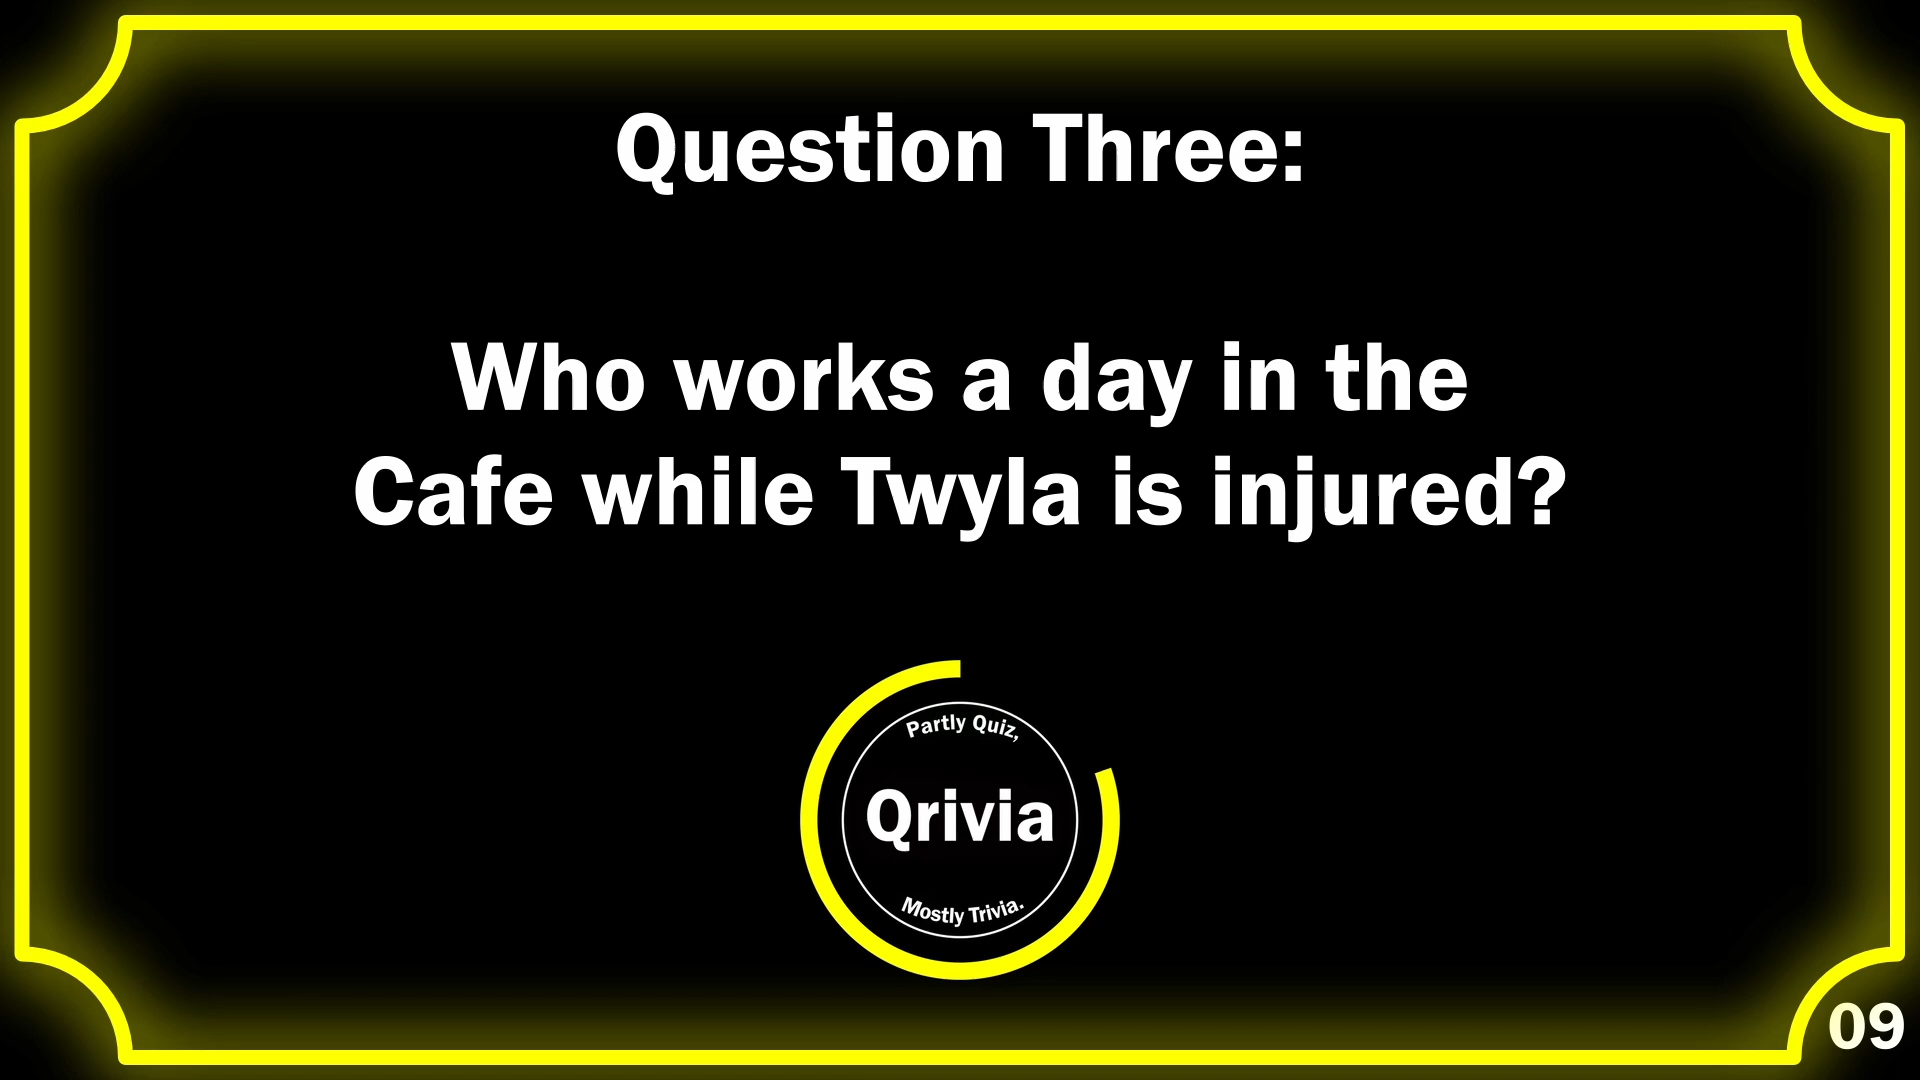 Question Three:
Who works a day in the
Cafe while Twyla is injured?
Partly Quiz,
Qrivia
Mostly Trivia.
09